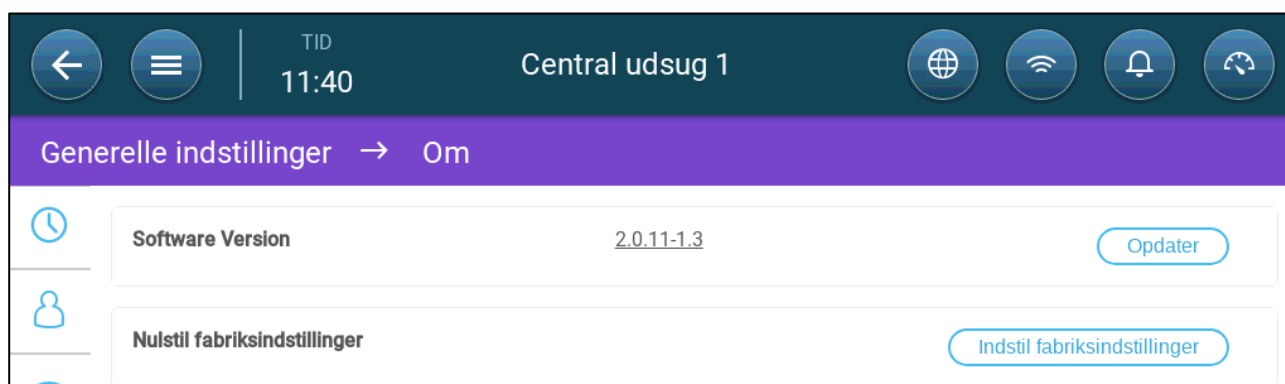 TID
11:40
Central udsug 1
Generelle indstillinger → Om
Software Version 2.0.11-1.3 Opdater
Nulstil fabriksindstillinger Indstil fabriksindstillinger